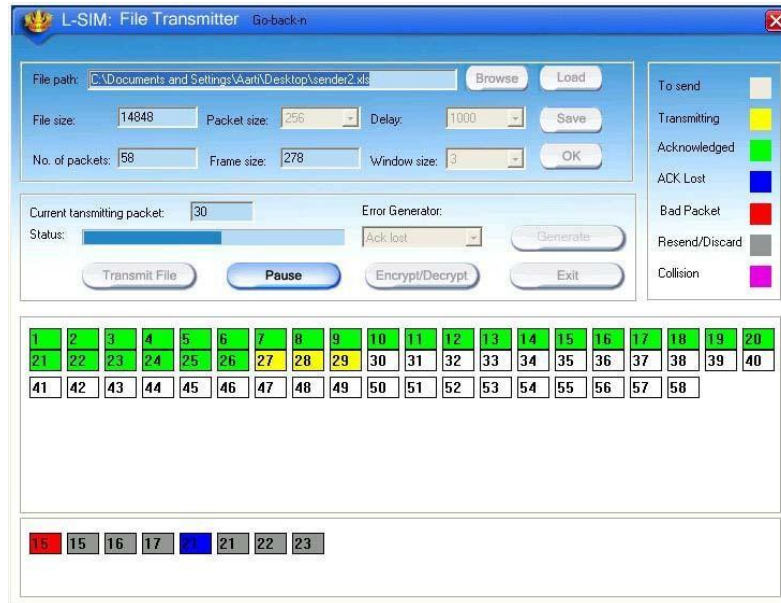 L-SIM: File Transmitter Go-back-n
File path: C:\Documents and Settings\Aarti\Desktop\sender2.xls Browse Load
File size: 14848 Packet size: 256 Delay: 1000 Save
No. of packets: 58 Frame size: 278 Window size: 3 OK
To send
Transmitting
Acknowledged
ACK Lost
Bad Packet
Resend/Discard
Collision
Current tansmitting packet: 30 Error Generator:
Status: Ack lost Generate
Transmit File Pause Encrypt/Decrypt Exit
1 2 3 4 5 6 7 8 9 10 11 12 13 14 15 16 17 18 19 20
21 22 23 24 25 26 27 28 29 30 31 32 33 34 35 36 37 38 39 40
41 42 43 44 45 46 47 48 49 50 51 52 53 54 55 56 57 58
15 15 16 17 21 22 23